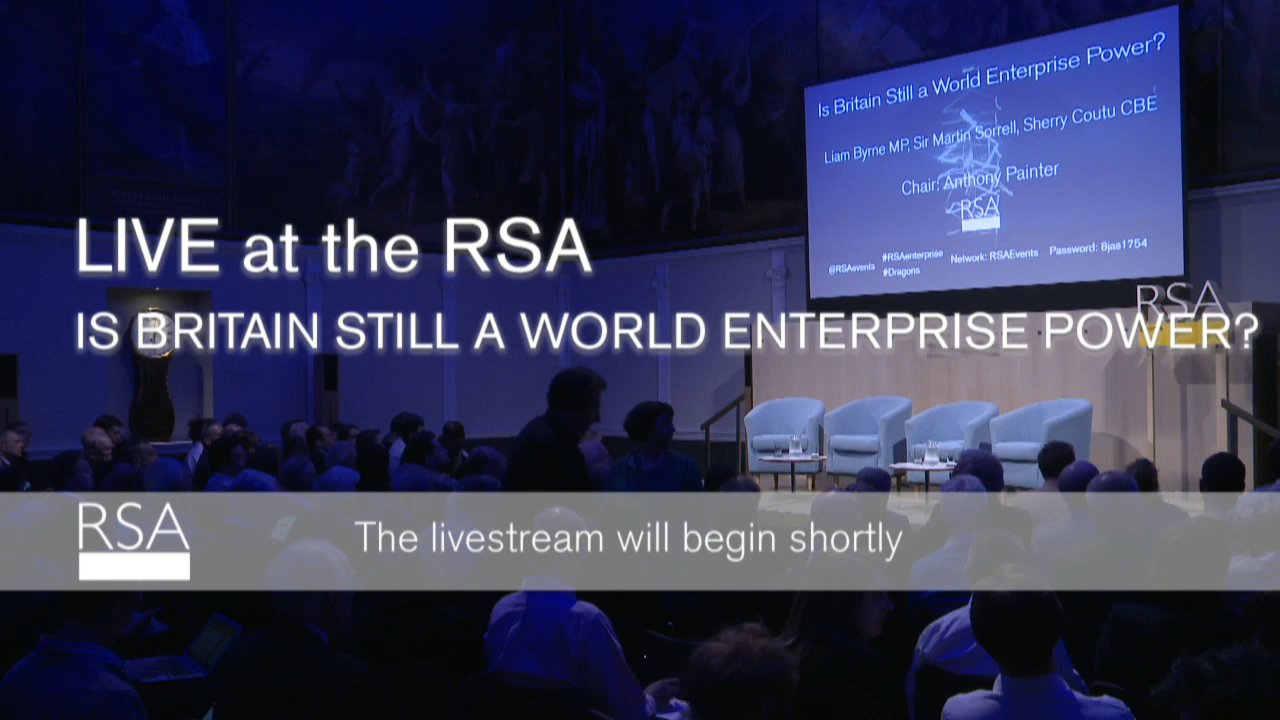 Is Britain Still a World Enterprise Power?
Liam Byrne MP, Sir Martin Sorrell, Sherry Coutu CBE
Chair: Anthony Painter
RSA
@RSAevents #RSAenterprise Network: RSAEvents Password: 8jas1754
#Dragons
LIVE at the RSA
RSA
IS BRITAIN STILL A WORLD ENTERPRISE POWER?
RSA
The livestream will begin shortly